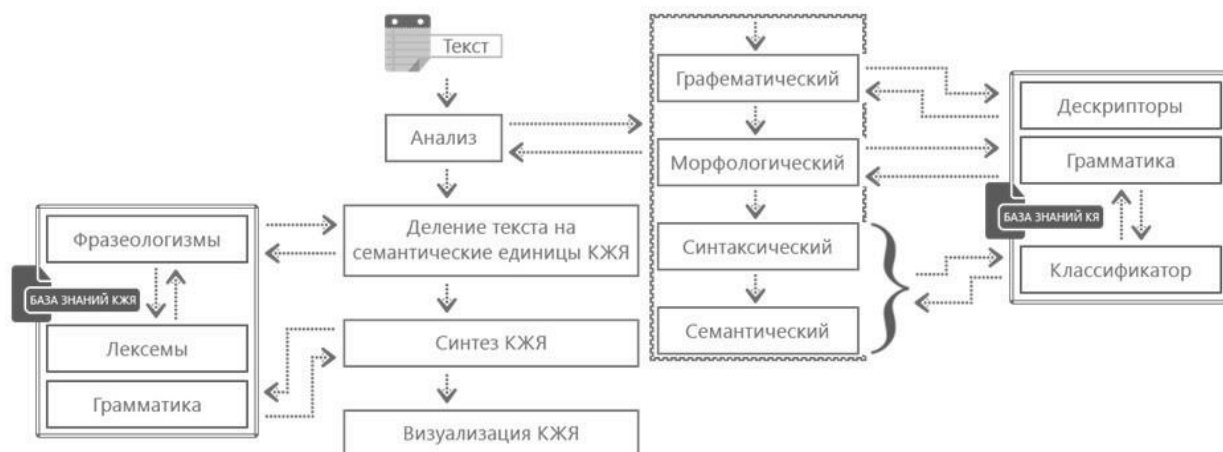 Текст
Анализ
Деление текста на
семантические единицы КЖЯ
Синтез КЖЯ
Визуализация КЖЯ
Фразеологизмы
БАЗА ЗНАНИЙ КЖЯ
Лексемы
Грамматика
Графематический
Морфологический
Синтаксический
Семантический
Дескрипторы
Грамматика
БАЗА ЗНАНИЙ КЯ
Классификатор